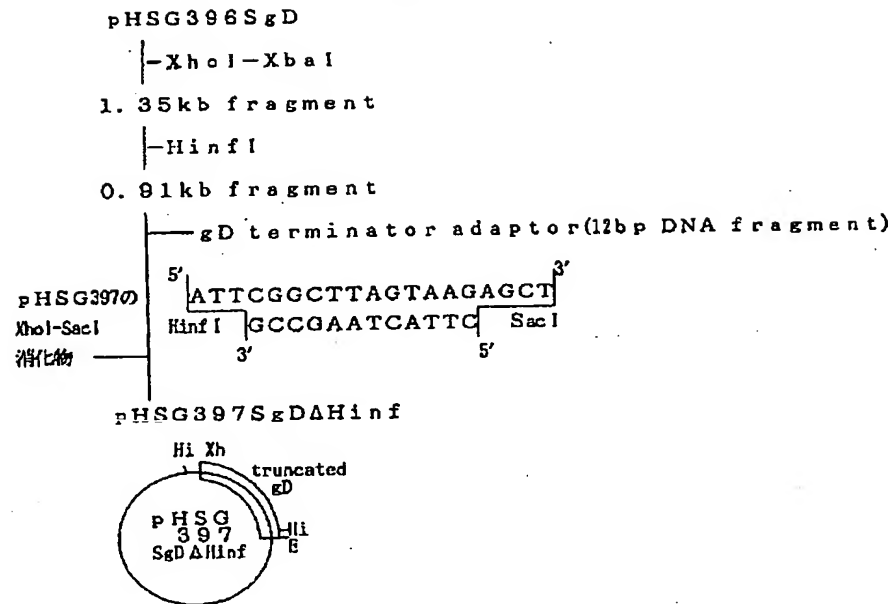 pHSG396SgD
XhoI-XbaI
1.35kb fragment
HinfI
0.91kb fragment
gD terminator adaptor(12bp DNA fragment)
5' 3'
ATTCGGCTTAGTAAGAGCT
HinfI GCCGAATCATTC SacI
3' 5'
pHSG397の
XhoI-SacI
消化物
pHSG397SgDΔHinf
Hi Xh
truncated
gD
pHSG
397
SgDΔHinf
Hi
E